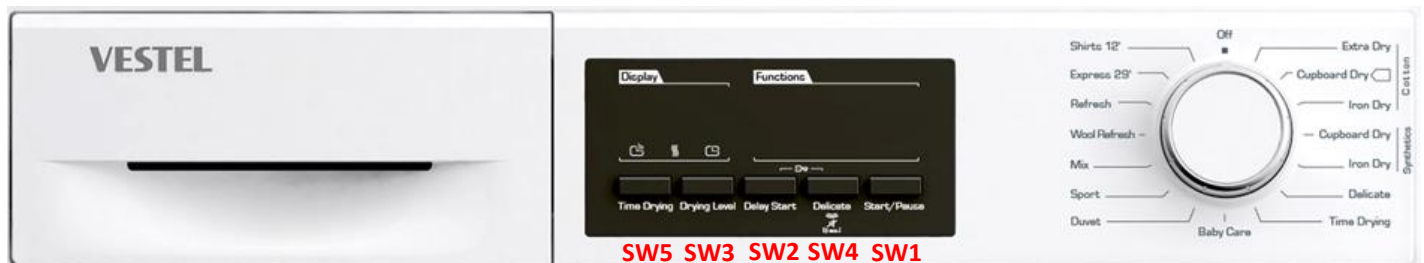 VESTEL
Display
Functions
Time Drying
Drying Level
Delay Start
Delicate
Start/Pause
SW5 SW3 SW2 SW4 SW1
Off
Shirts 12'
Express 29'
Refresh
Wool Refresh
Mix
Sport
Duvet
Baby Care
Extra Dry
Cupboard Dry
Iron Dry
Cotton
Cupboard Dry
Iron Dry
Synthetics
Delicate
Time Drying